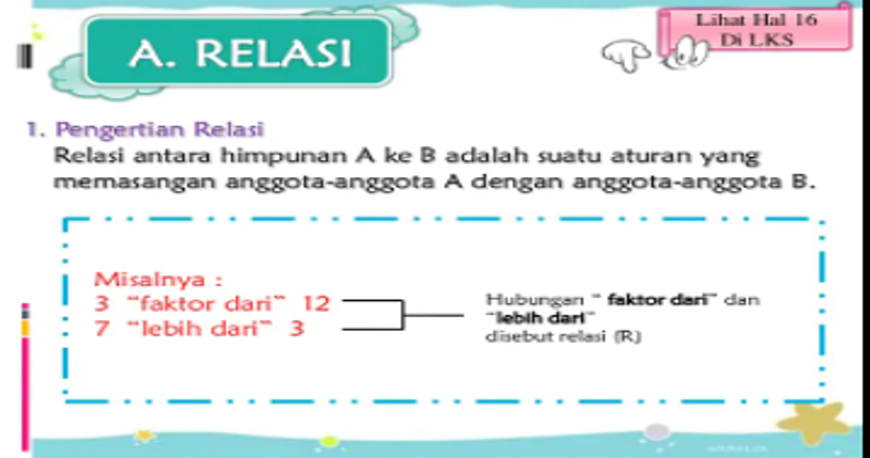 Lihat Hal 16
Di LKS
A. RELASI
1. Pengertian Relasi
Relasi antara himpunan A ke B adalah suatu aturan yang
memasangan anggota-anggota A dengan anggota-anggota B.
Misalnya :
3 "faktor dari" 12
7 "lebih dari" 3
Hubungan " faktor dari" dan
"lebih dari"
disebut relasi (R)